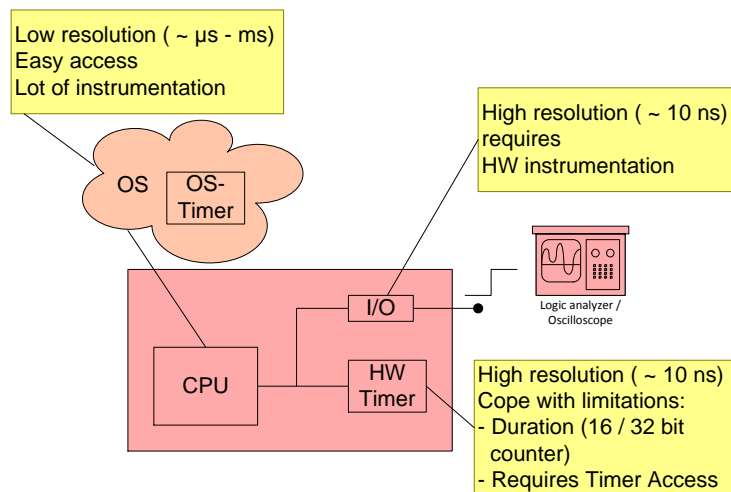 Low resolution ( ~ µs - ms)
Easy access
Lot of instrumentation
High resolution ( ~ 10 ns)
requires
HW instrumentation
OS
OS-
Timer
I/O
Logic analyzer /
Oscilloscope
CPU
HW
Timer
High resolution ( ~ 10 ns)
Cope with limitations:
- Duration (16 / 32 bit
counter)
- Requires Timer Access